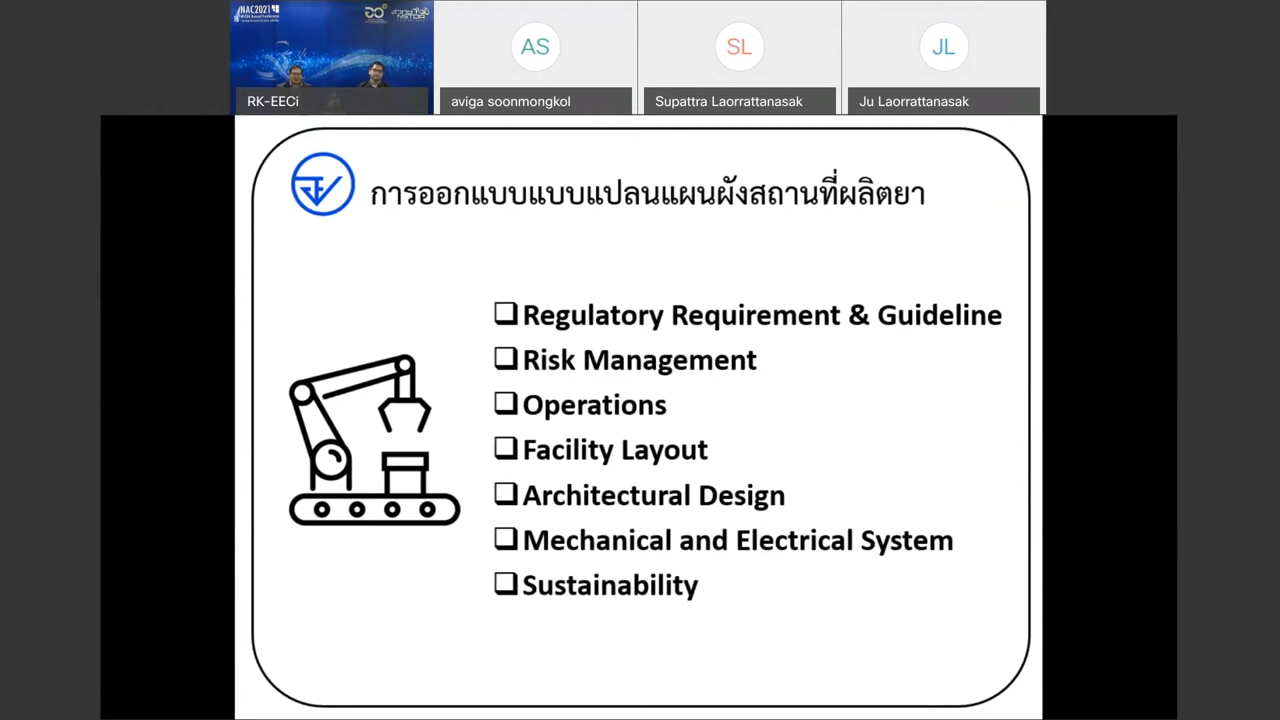 NAC2021
RK-EECi
AS
aviga soonmongkol
SL
Supattra Laorrattanasak
JL
Ju Laorrattanasak
การออกแบบแบบแปลนแผนผังสถานที่ผลิตยา
Regulatory Requirement & Guideline
Risk Management
Operations
Facility Layout
Architectural Design
Mechanical and Electrical System
Sustainability